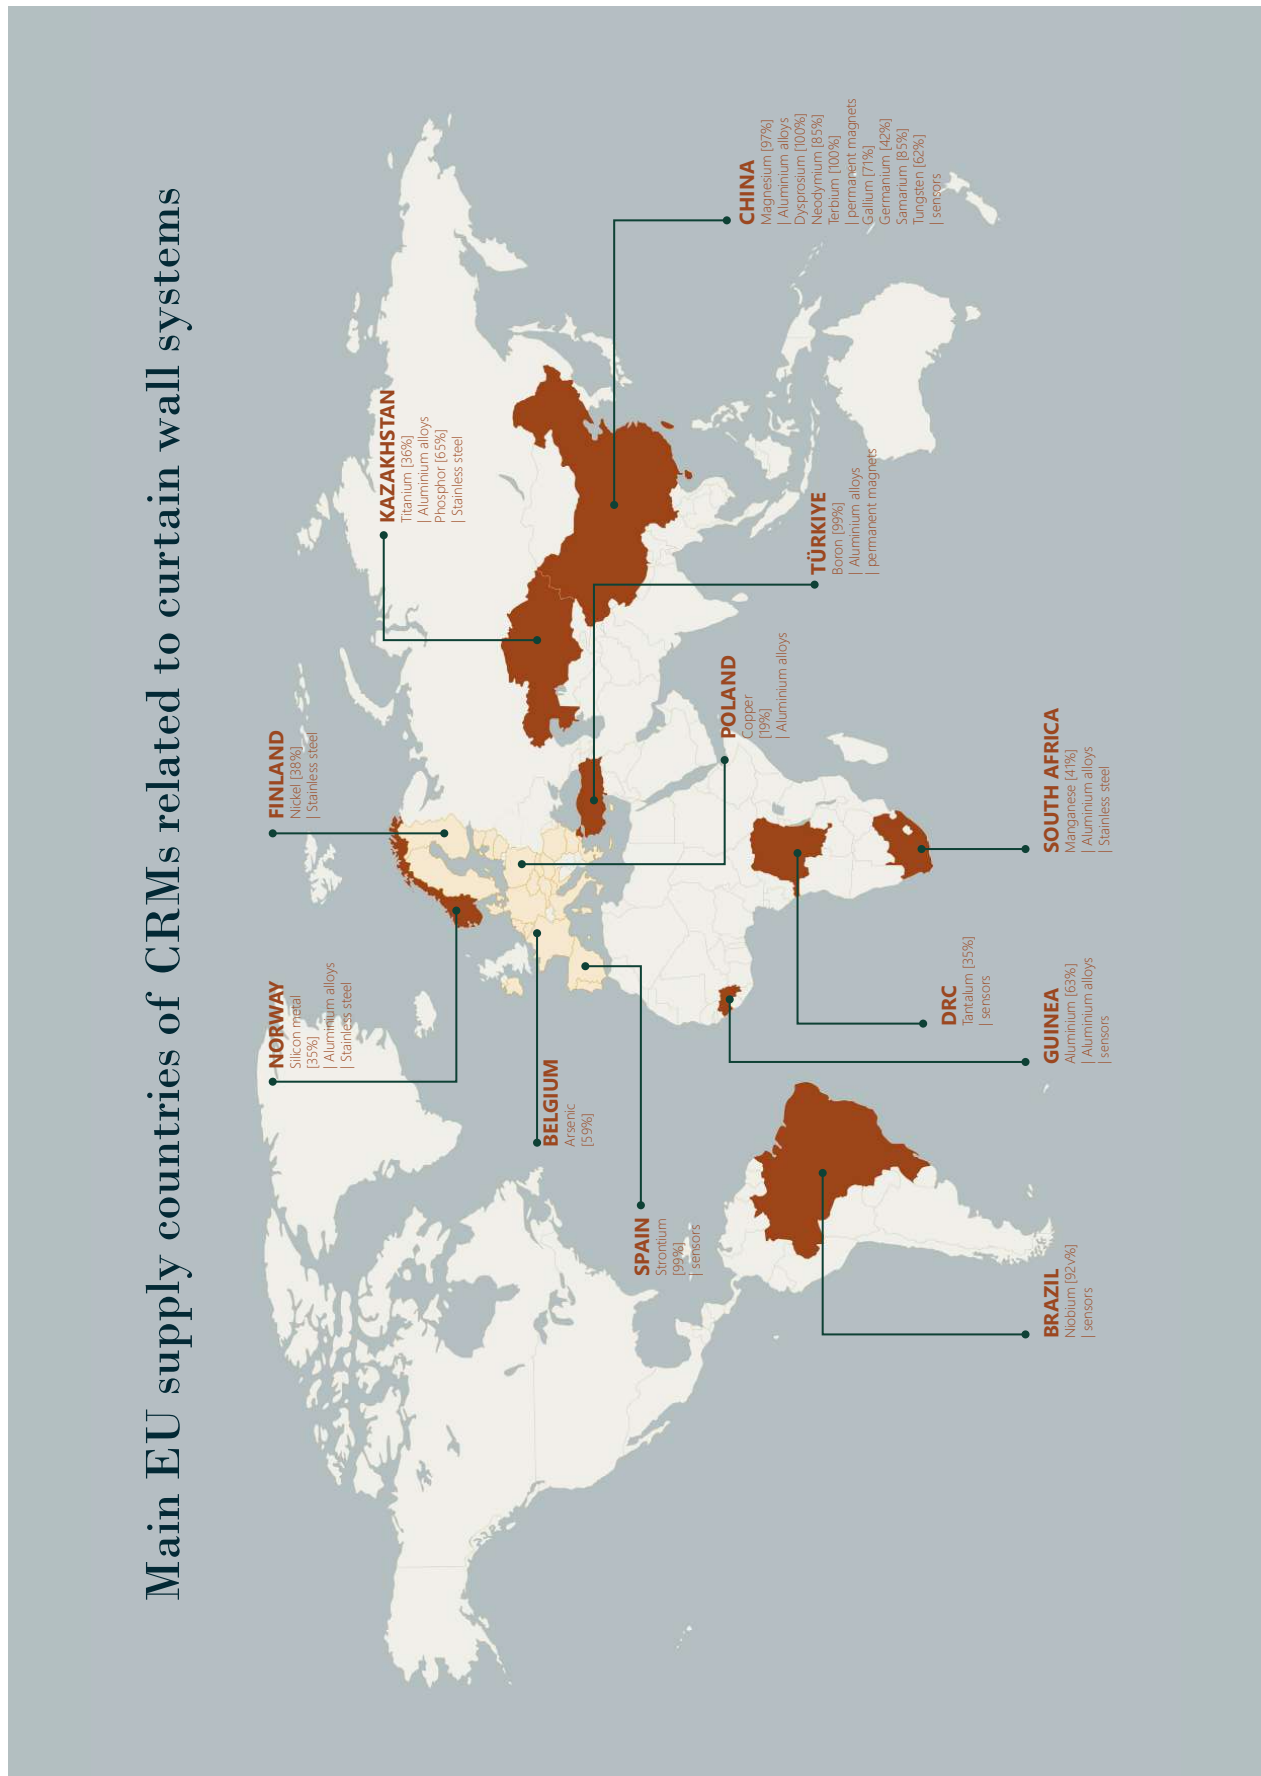 Main EU supply countries of CRMs related to curtain wall systems
NORWAY
Silicon metal
[35%]
| Aluminium alloys
| Stainless steel
FINLAND
Nickel [38%]
| Stainless steel
KAZAKHSTAN
Titanium [36%]
| Aluminium alloys
Phosphor [65%]
| Stainless steel
BELGIUM
Arsenic
[59%]
SPAIN
Strontium
[99%]
| sensors
POLAND
Copper
[19%]
| Aluminium alloys
TÜRKIYE
Boron [99%]
| Aluminium alloys
| permanent magnets
CHINA
Magnesium [97%]
| Aluminium alloys
Dysprosium [100%]
Neodymium [85%]
Terbium [100%]
| permanent magnets
Gallium [71%]
Germanium [42%]
Samarium [85%]
Tungsten [62%]
| sensors
BRAZIL
Niobium [92v%]
| sensors
GUINEA
Aluminium [63%]
| Aluminium alloys
| sensors
DRC
Tantalum [35%]
| sensors
SOUTH AFRICA
Manganese [41%]
| Aluminium alloys
| Stainless steel